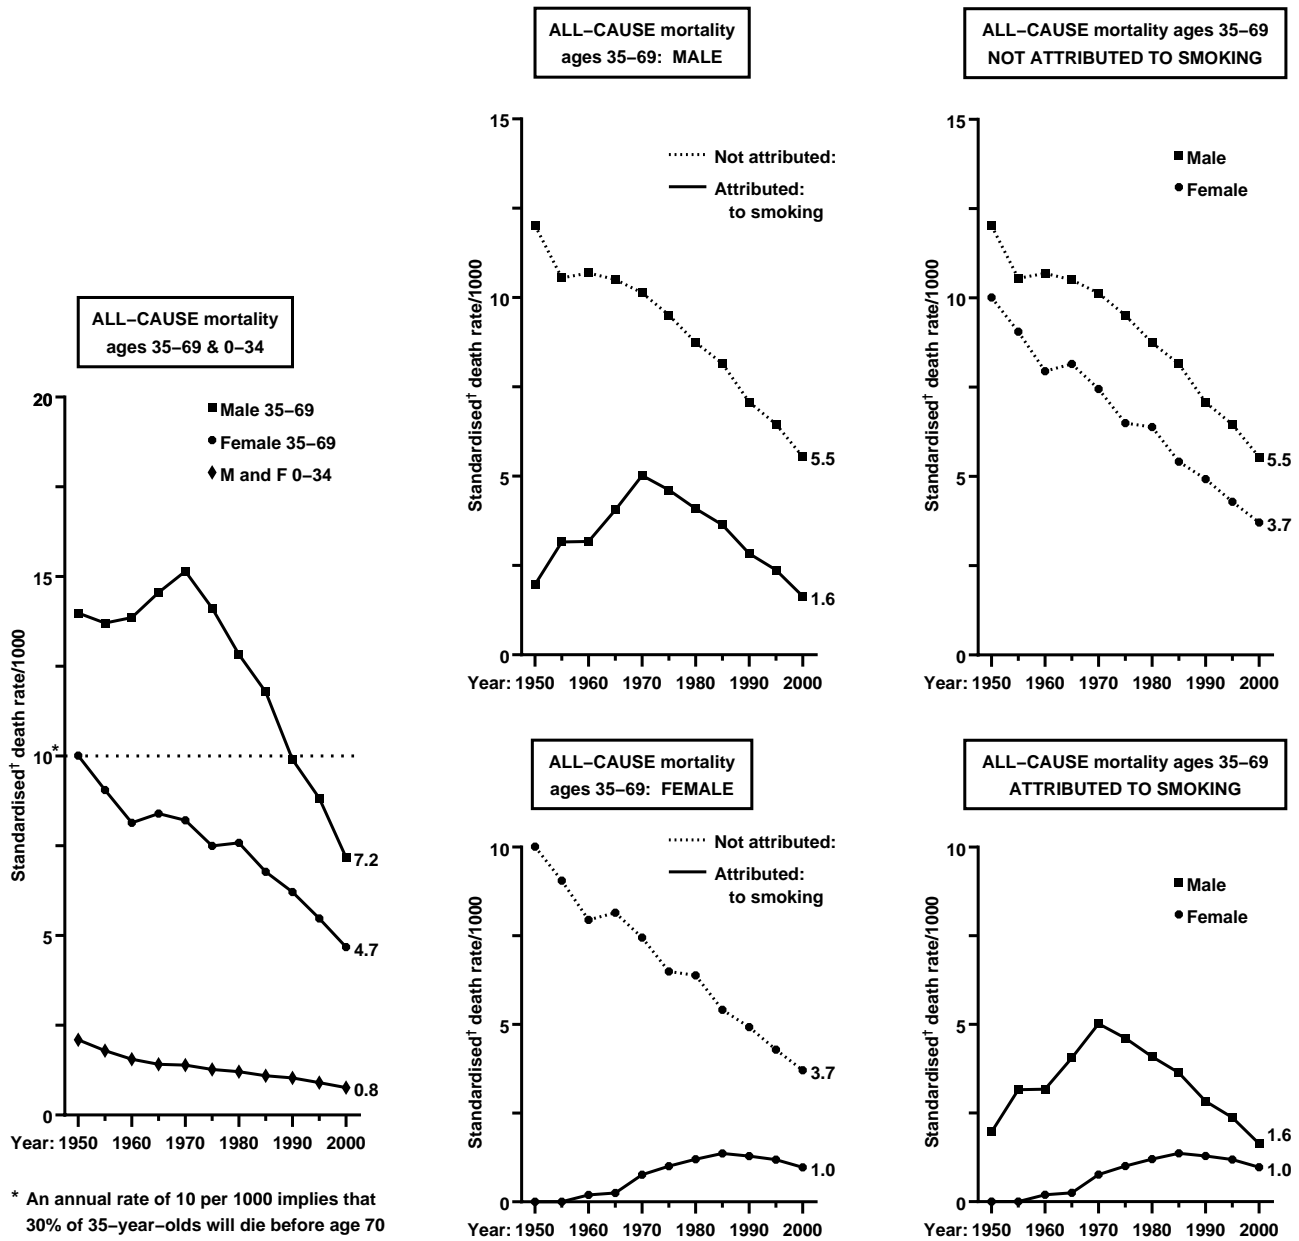 ALL−CAUSE mortality
ages 35−69 & 0−34
Male 35−69
Female 35−69
M and F 0−34
Standardised† death rate/1000
20
15
10*
5
0
7.2
4.7
0.8
Year: 1950 1960 1970 1980 1990 2000
* An annual rate of 10 per 1000 implies that
30% of 35−year−olds will die before age 70
ALL−CAUSE mortality
ages 35−69: MALE
Not attributed:
Attributed:
to smoking
Standardised† death rate/1000
15
10
5
0
5.5
1.6
Year: 1950 1960 1970 1980 1990 2000
ALL−CAUSE mortality ages 35−69
NOT ATTRIBUTED TO SMOKING
Male
Female
Standardised† death rate/1000
15
10
5
0
5.5
3.7
Year: 1950 1960 1970 1980 1990 2000
ALL−CAUSE mortality
ages 35−69: FEMALE
Not attributed:
Attributed:
to smoking
Standardised† death rate/1000
10
5
0
3.7
1.0
Year: 1950 1960 1970 1980 1990 2000
ALL−CAUSE mortality ages 35−69
ATTRIBUTED TO SMOKING
Male
Female
Standardised† death rate/1000
10
5
0
1.6
1.0
Year: 1950 1960 1970 1980 1990 2000